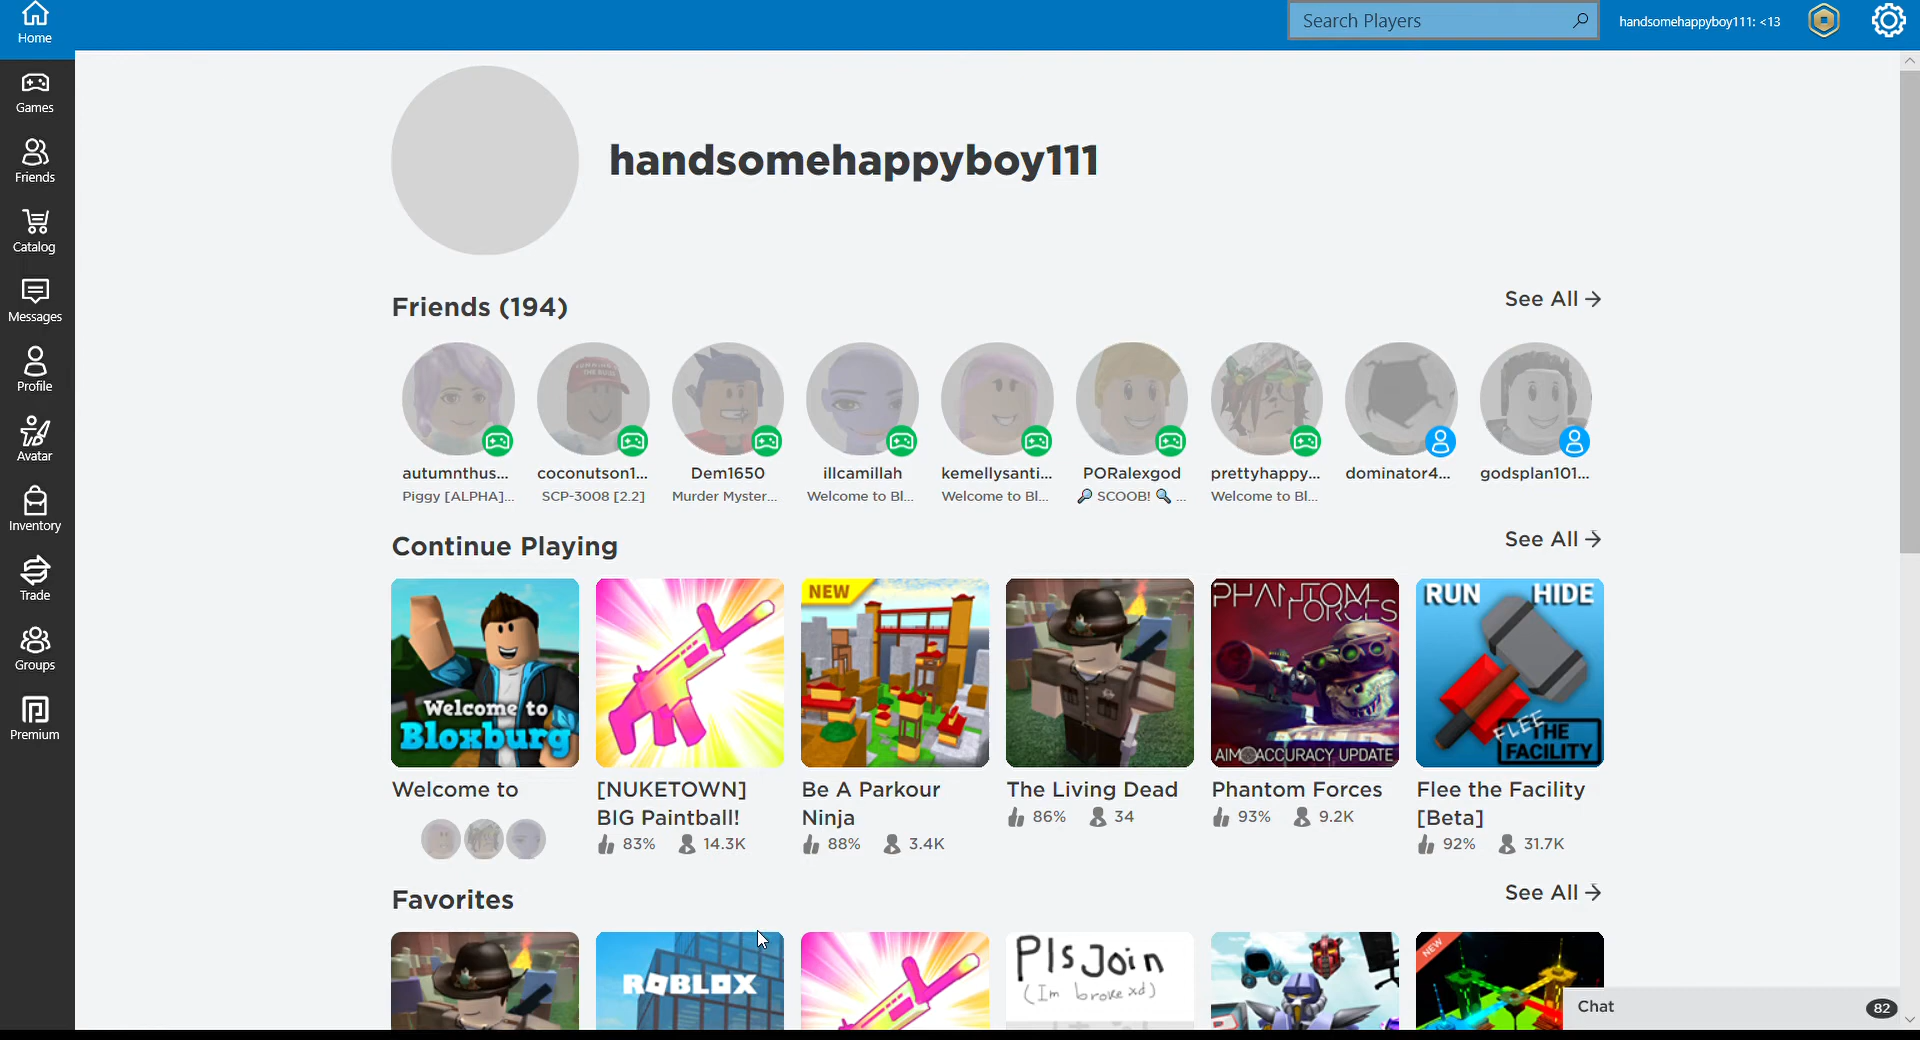 Home
Search Players
handsomehappyboy111: <13
Games
Friends
Catalog
Messages
Profile
Avatar
Inventory
Trade
Groups
Premium
handsomehappyboy111
Friends (194)
See All
autumnthus...
coconutson1...
Dem1650
illcamillah
kemellysanti...
PORalexgod
prettyhappy...
dominator4...
godsplan101...
Piggy [ALPHA]...
SCP-3008 [2.2]
Murder Myster...
Welcome to Bl...
Welcome to Bl...
🔎 SCOOB! 🔍 ...
Welcome to Bl...
Continue Playing
See All
Welcome to
Bloxburg
NEW
PHANTOM
FORCES
AIM ACCURACY UPDATE
RUN HIDE
FLEE
THE
FACILITY
Welcome to
[NUKETOWN]
BIG Paintball!
83% 14.3K
Be A Parkour
Ninja
88% 3.4K
The Living Dead
86% 34
Phantom Forces
93% 9.2K
Flee the Facility
[Beta]
92% 31.7K
Favorites
See All
ROBLOX
Pls Join
(Im broke xd)
NEW
Chat
82